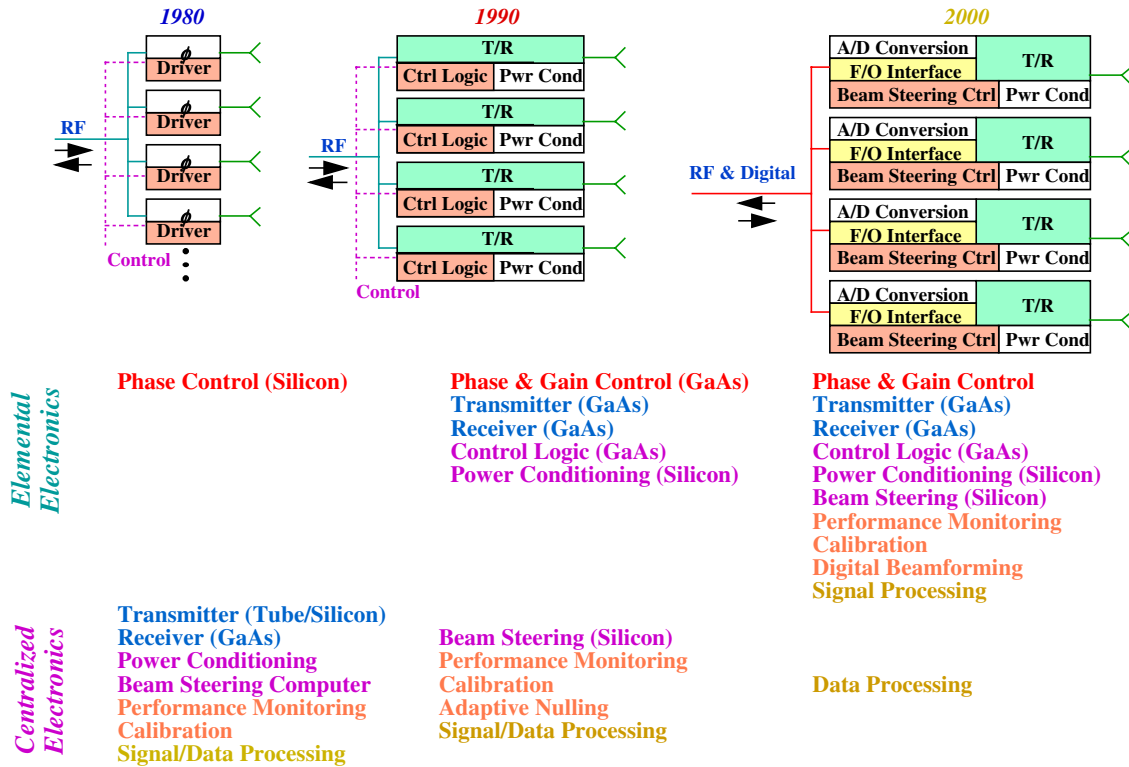 1980
1990
2000
ϕ
Driver
ϕ
Driver
ϕ
Driver
ϕ
Driver
RF
Control
T/R
Ctrl Logic Pwr Cond
T/R
Ctrl Logic Pwr Cond
T/R
Ctrl Logic Pwr Cond
T/R
Ctrl Logic Pwr Cond
RF
Control
A/D Conversion
T/R
F/O Interface
Beam Steering Ctrl Pwr Cond
A/D Conversion
T/R
F/O Interface
Beam Steering Ctrl Pwr Cond
A/D Conversion
T/R
F/O Interface
Beam Steering Ctrl Pwr Cond
A/D Conversion
T/R
F/O Interface
Beam Steering Ctrl Pwr Cond
RF & Digital
Elemental
Electronics
Phase Control (Silicon)
Phase & Gain Control (GaAs)
Transmitter (GaAs)
Receiver (GaAs)
Control Logic (GaAs)
Power Conditioning (Silicon)
Phase & Gain Control
Transmitter (GaAs)
Receiver (GaAs)
Control Logic (GaAs)
Power Conditioning (Silicon)
Beam Steering (Silicon)
Performance Monitoring
Calibration
Digital Beamforming
Signal Processing
Centralized
Electronics
Transmitter (Tube/Silicon)
Receiver (GaAs)
Power Conditioning
Beam Steering Computer
Performance Monitoring
Calibration
Signal/Data Processing
Beam Steering (Silicon)
Performance Monitoring
Calibration
Adaptive Nulling
Signal/Data Processing
Data Processing